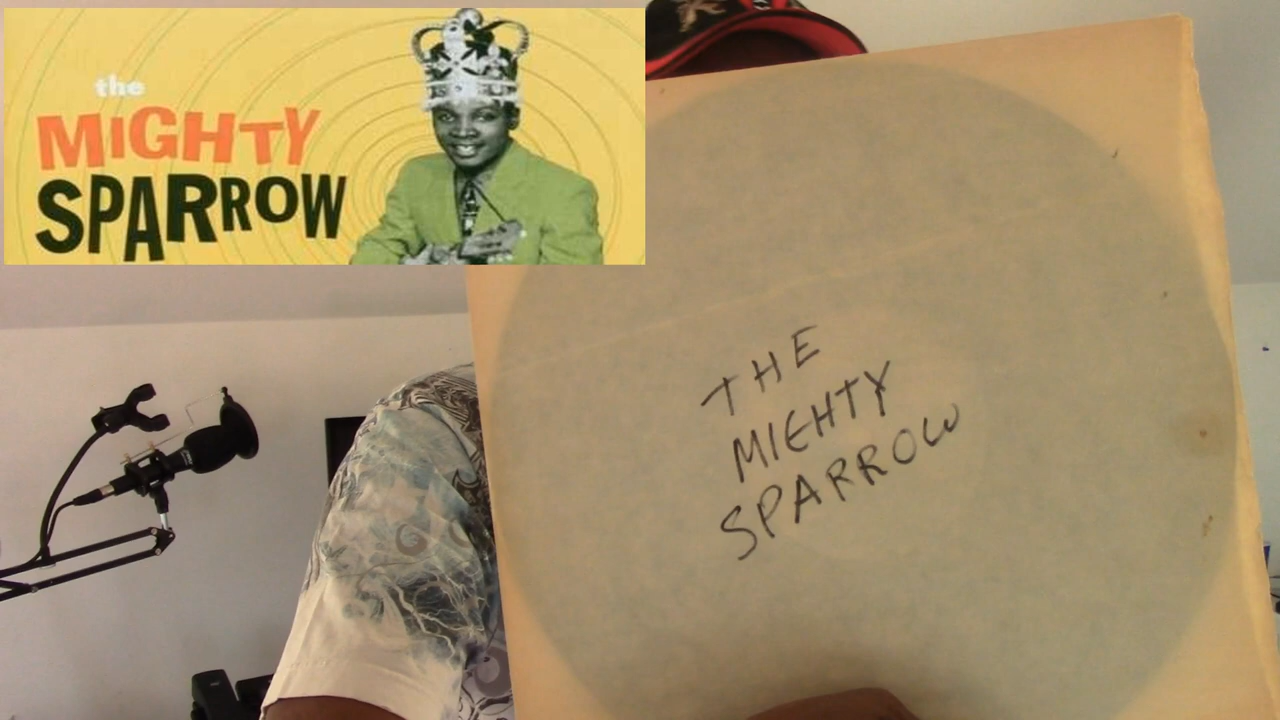 the
MiGHTY
SPARROW
THE
MIGHTY
SPARROW